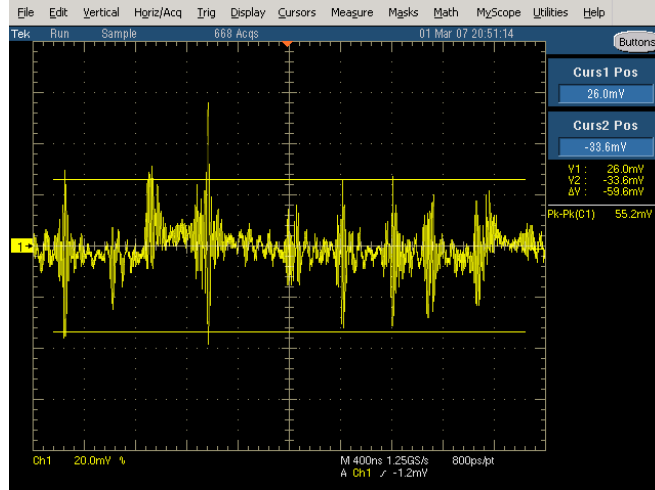 File Edit Vertical Horiz/Acq Trig Display Cursors Measure Masks Math MyScope Utilities Help
Tek Run Sample 668 Acqs 01 Mar 07 20:51:14
Buttons
Curs1 Pos
26.0mV
Curs2 Pos
-33.6mV
V1 : 26.0mV
V2 : -33.6mV
ΔV : -59.6mV
Pk-Pk(C1) 55.2mV
1
Ch1 20.0mV M 400ns 1.25GS/s 800ps/pt
A Ch1 -1.2mV